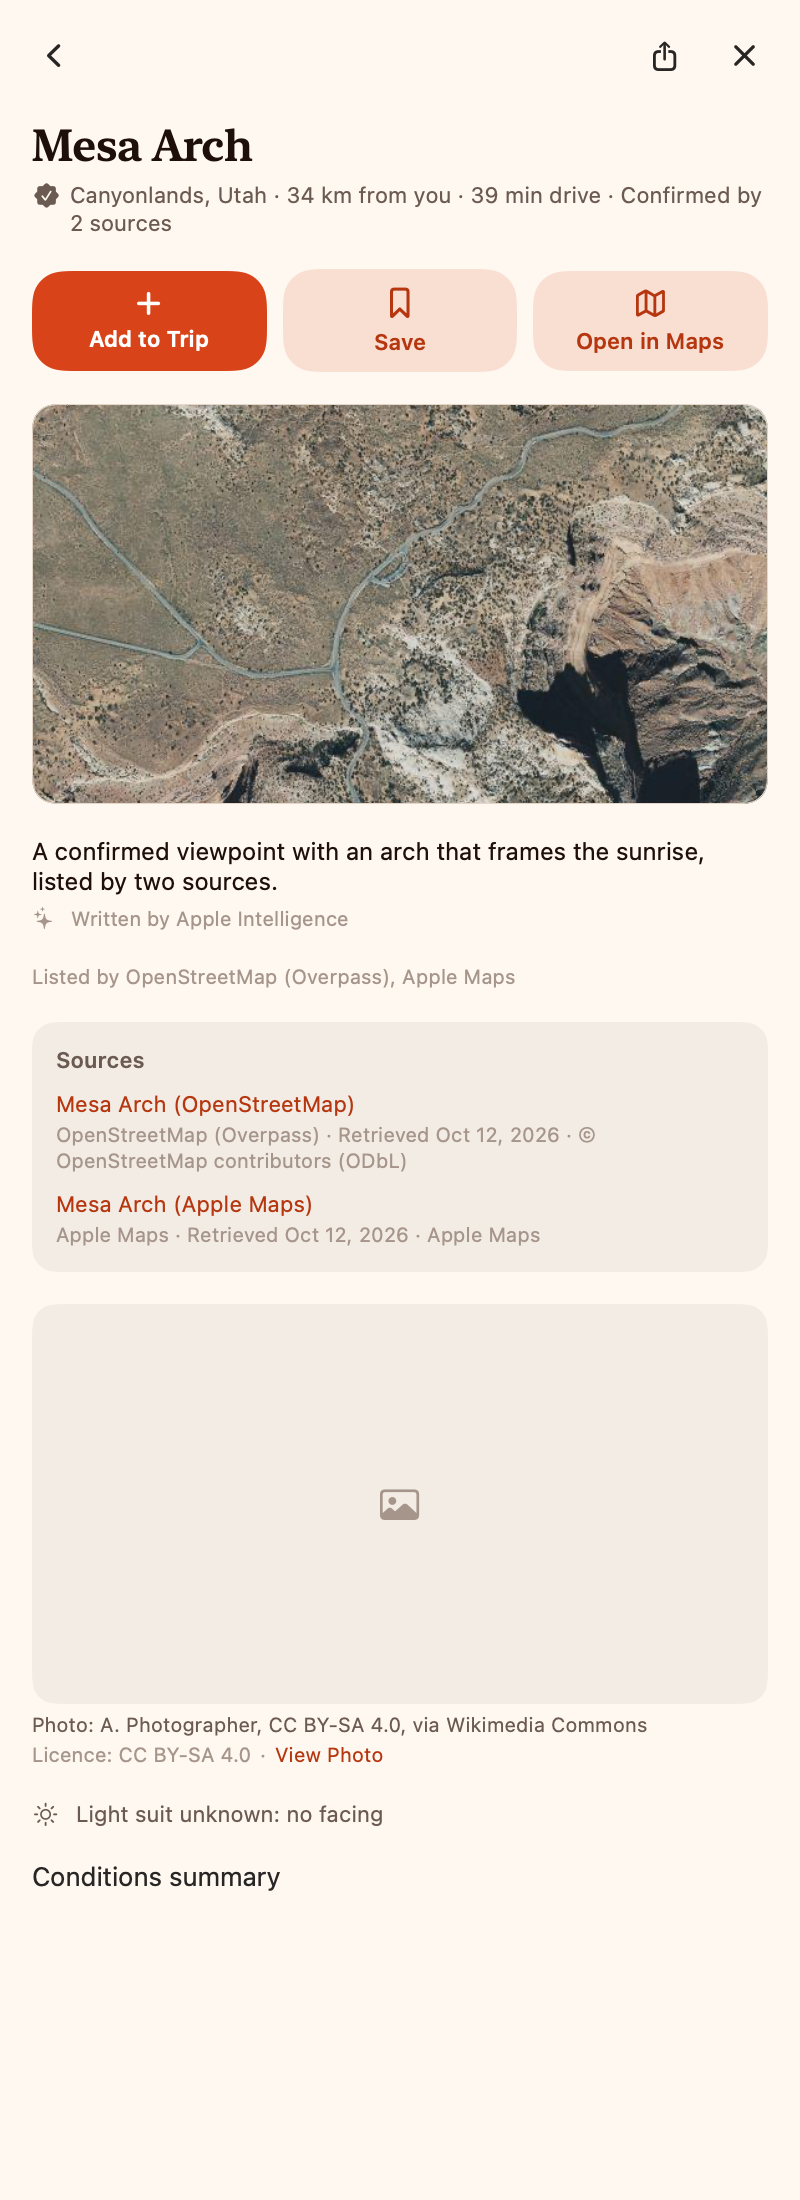 Mesa Arch
Canyonlands, Utah · 34 km from you · 39 min drive · Confirmed by
2 sources
Add to Trip
Save
Open in Maps
A confirmed viewpoint with an arch that frames the sunrise,
listed by two sources.
Written by Apple Intelligence
Listed by OpenStreetMap (Overpass), Apple Maps
Sources
Mesa Arch (OpenStreetMap)
OpenStreetMap (Overpass) · Retrieved Oct 12, 2026 · ©
OpenStreetMap contributors (ODbL)
Mesa Arch (Apple Maps)
Apple Maps · Retrieved Oct 12, 2026 · Apple Maps
Photo: A. Photographer, CC BY-SA 4.0, via Wikimedia Commons
Licence: CC BY-SA 4.0 · View Photo
Light suit unknown: no facing
Conditions summary